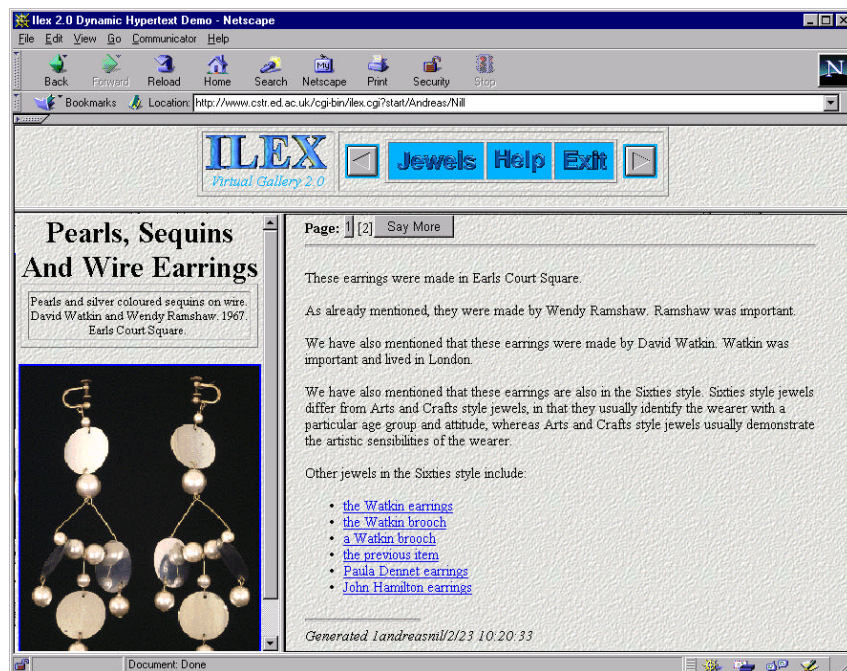 Ilex 2.0 Dynamic Hypertext Demo - Netscape
File Edit View Go Communicator Help
Back Forward Reload Home Search Netscape Print Security Stop
Bookmarks Location: http://www.cstr.ed.ac.uk/cgi-bin/ilex.cgi?start/Andreas/Nill
N
ILEX
Virtual Gallery 2.0
Jewels Help Exit
Pearls, Sequins
And Wire Earrings
Pearls and silver coloured sequins on wire.
David Watkin and Wendy Ramshaw. 1967.
Earls Court Square.
Page: 1 [2] Say More
These earrings were made in Earls Court Square.
As already mentioned, they were made by Wendy Ramshaw. Ramshaw was important.
We have also mentioned that these earrings were made by David Watkin. Watkin was
important and lived in London.
We have also mentioned that these earrings are also in the Sixties style. Sixties style jewels
differ from Arts and Crafts style jewels, in that they usually identify the wearer with a
particular age group and attitude, whereas Arts and Crafts style jewels usually demonstrate
the artistic sensibilities of the wearer.
Other jewels in the Sixties style include:
• the Watkin earrings
• the Watkin brooch
• a Watkin brooch
• the previous item
• Paula Dennet earrings
• John Hamilton earrings
Generated 1andreasnil/2/23 10:20:33
Document: Done